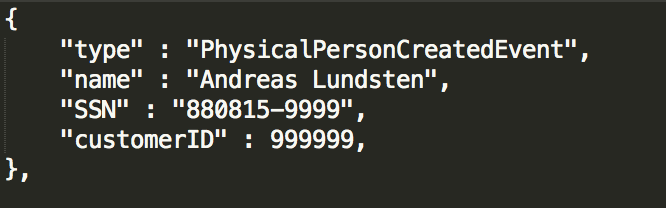 {
"type" : "PhysicalPersonCreatedEvent",
"name" : "Andreas Lundsten",
"SSN" : "880815-9999",
"customerID" : 999999,
},